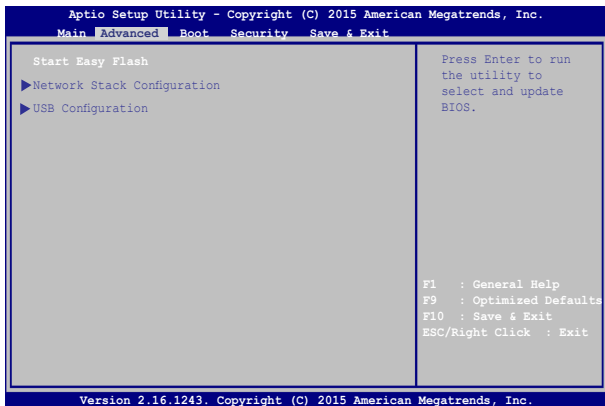 Aptio Setup Utility - Copyright (C) 2015 American Megatrends, Inc.
Main Advanced Boot Security Save & Exit
Start Easy Flash
Network Stack Configuration
USB Configuration
Press Enter to run
the utility to
select and update
BIOS.
F1 : General Help
F9 : Optimized Defaults
F10 : Save & Exit
ESC/Right Click : Exit
Version 2.16.1243. Copyright (C) 2015 American Megatrends, Inc.